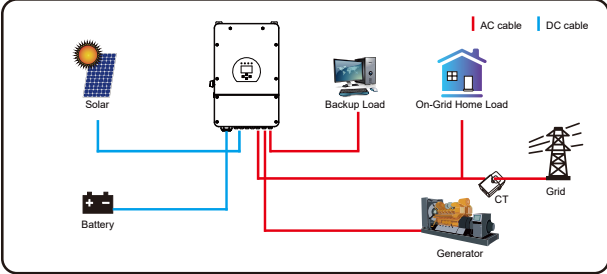 AC cable
DC cable
Solar
Backup Load
On-Grid Home Load
CT
Grid
Battery
Generator